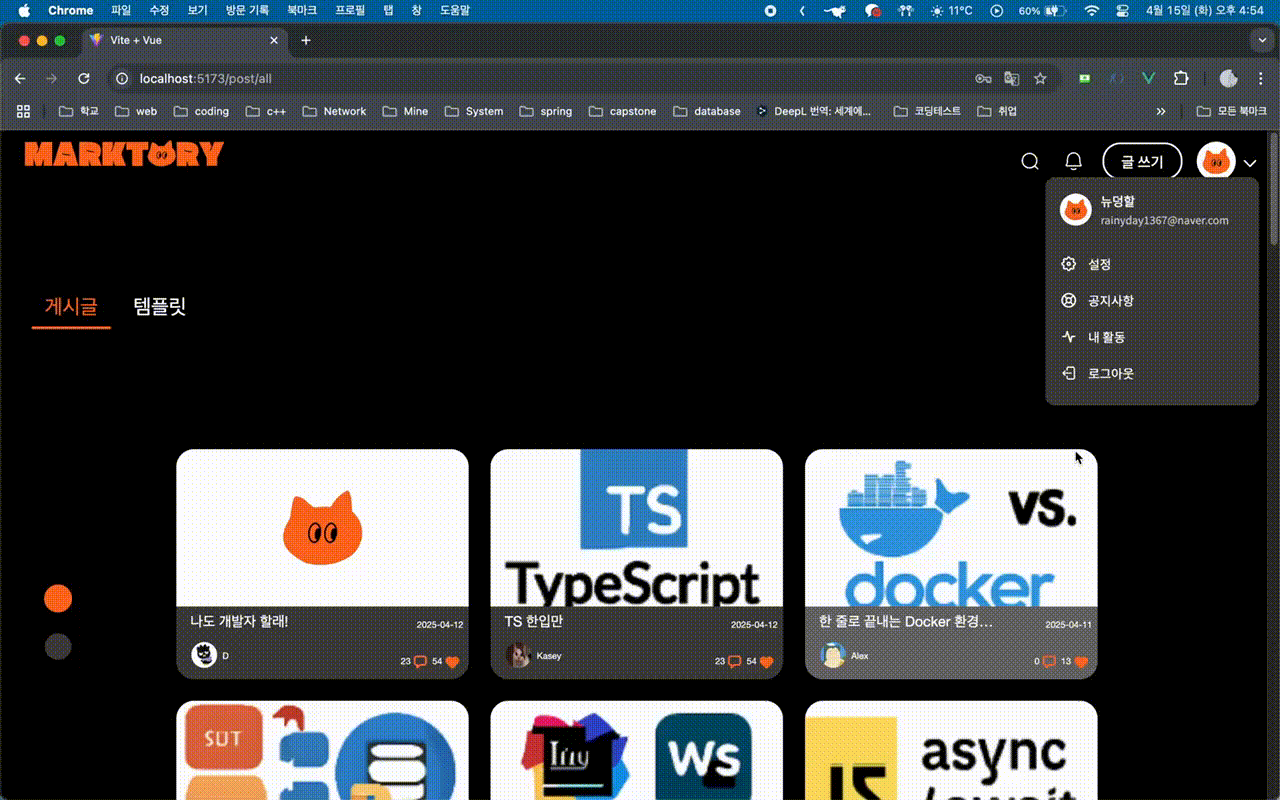 Chrome 파일 수정 보기 방문 기록 북마크 프로필 탭 창 도움말 11°C 60% 4월 15일 (화) 오후 4:54
Vite + Vue
localhost:5173/post/all
학교 web coding c++ Network Mine System spring capstone database DeepL 번역: 세계에... 코딩테스트 취업 » 모든 북마크
MARKTORY
글 쓰기
뉴덩할
rainyday1367@naver.com
설정
공지사항
내 활동
로그아웃
게시글 템플릿
TS
TypeScript
vs.
docker
나도 개발자 할래!
2025-04-12
D
23 54
TS 한입만
2025-04-12
Kasey
23 54
한 줄로 끝내는 Docker 환경...
2025-04-11
Alex
0 13
SUT
Ws
async
/await